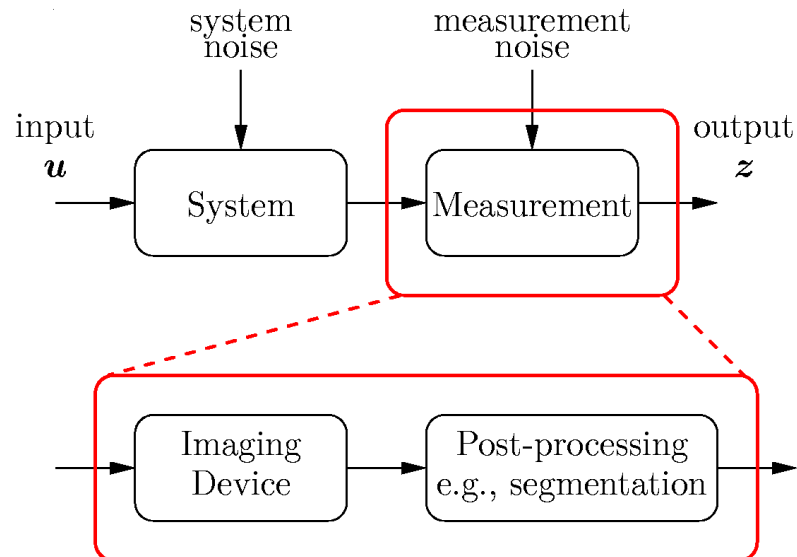 system
noise
measurement
noise
input
u
output
z
System
Measurement
Imaging
Device
Post-processing
e.g., segmentation